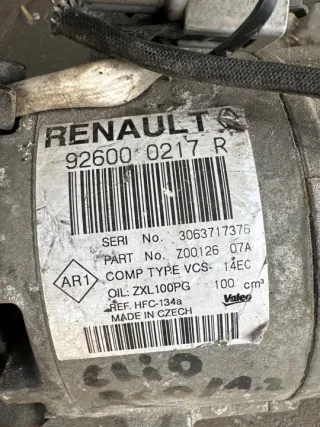 RENAULT
92600 0217 R
SERI No. 3063717376
PART No. Z00126 07A
COMP TYPE VCS- 14EC
AR1
OIL: ZXL100PG 100 cm³
REF. HFC-134a
Valeo
MADE IN CZECH
CLIO